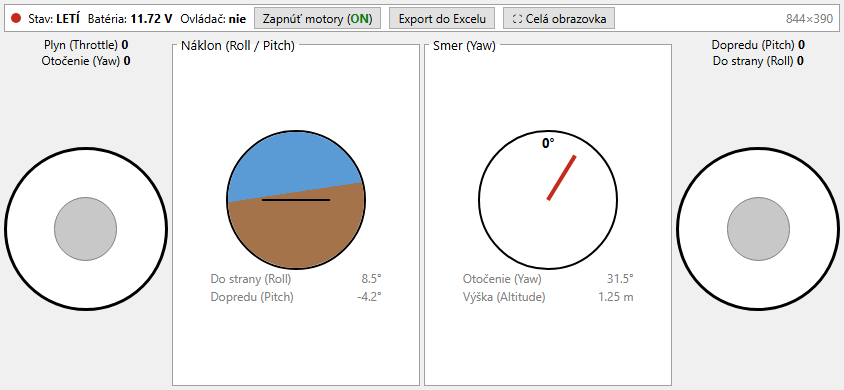 Stav: LETÍ Batéria: 11.72 V Ovládač: nie Zapnúť motory (ON) Export do Excelu Celá obrazovka 844×390
Plyn (Throttle) 0
Otočenie (Yaw) 0
Náklon (Roll / Pitch)
Do strany (Roll) 8.5°
Dopredu (Pitch) -4.2°
Smer (Yaw)
0°
Otočenie (Yaw) 31.5°
Výška (Altitude) 1.25 m
Dopredu (Pitch) 0
Do strany (Roll) 0